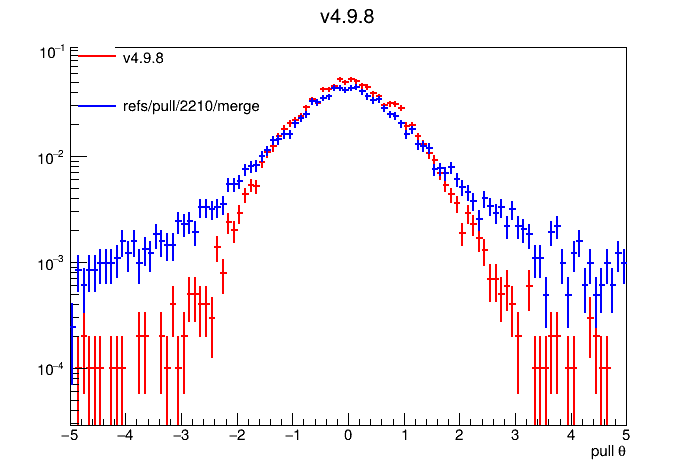 v4.9.8
10⁻¹
v4.9.8
refs/pull/2210/merge
10⁻²
10⁻³
10⁻⁴
−5 −4 −3 −2 −1 0 1 2 3 4 5
pull θ